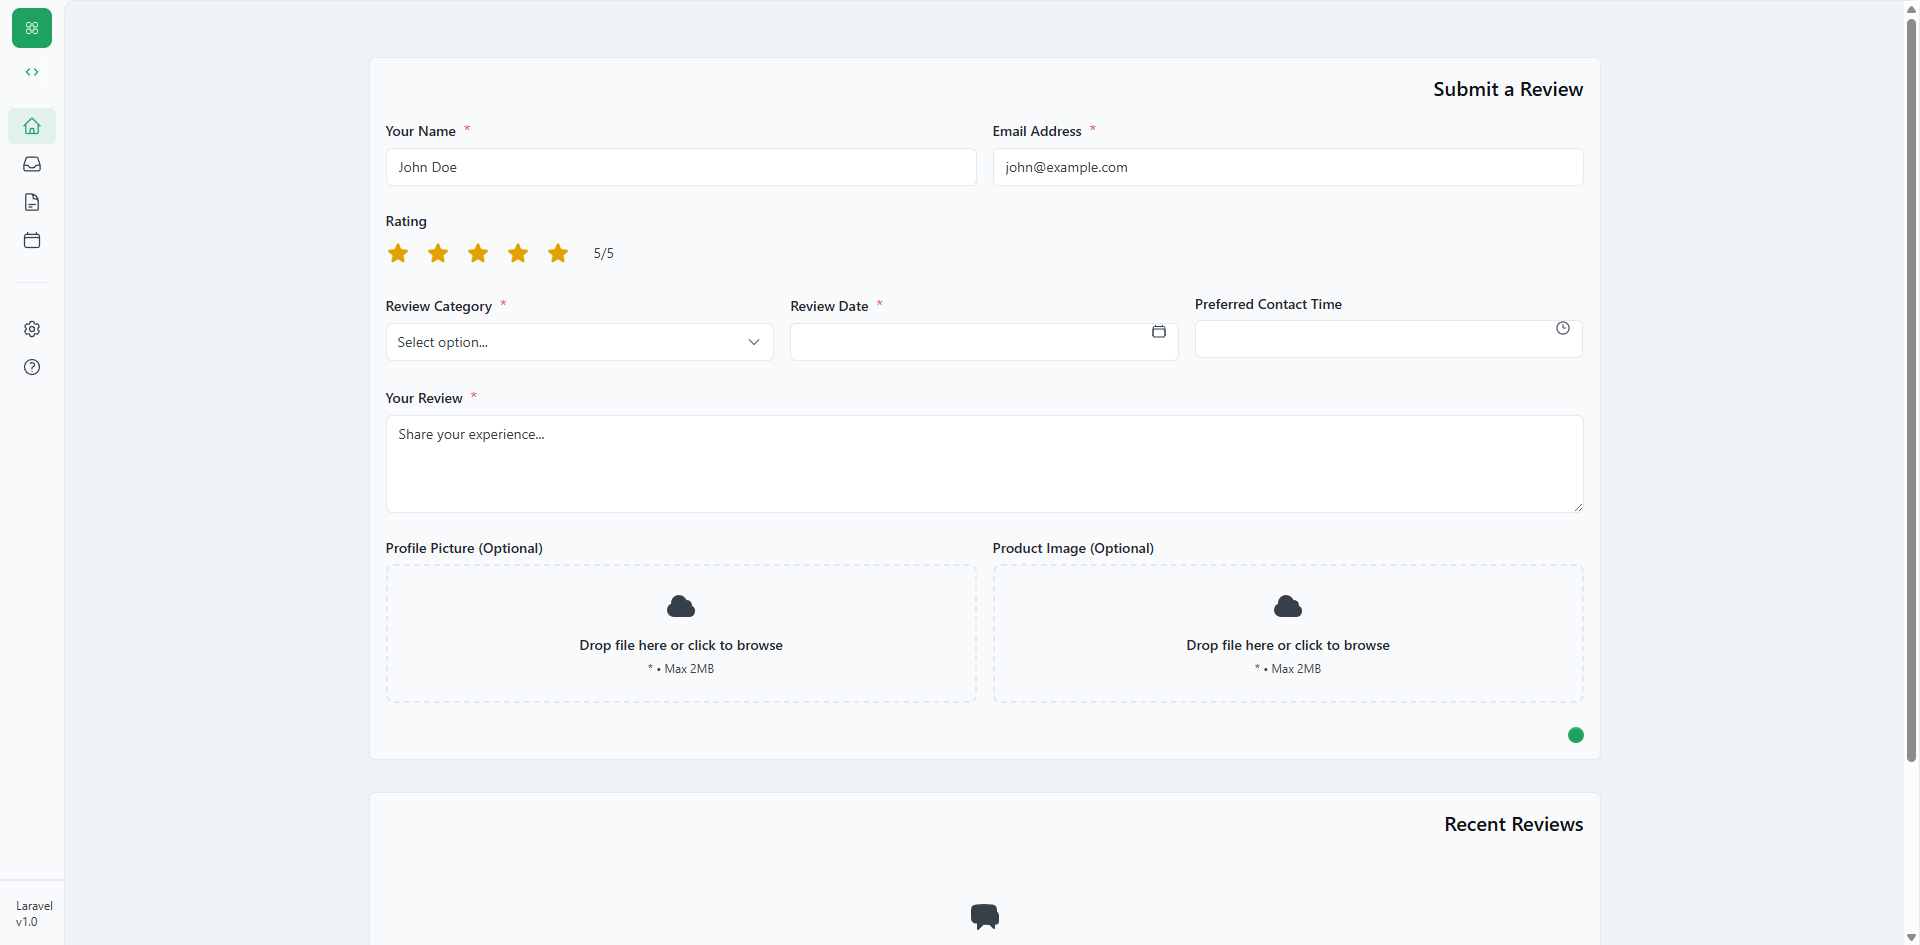 Submit a Review
Your Name *
Email Address *
John Doe
john@example.com
Rating
5/5
Review Category *
Review Date *
Preferred Contact Time
Select option...
Your Review *
Share your experience...
Profile Picture (Optional)
Product Image (Optional)
Drop file here or click to browse
* • Max 2MB
Drop file here or click to browse
* • Max 2MB
Recent Reviews
Laravel
v1.0